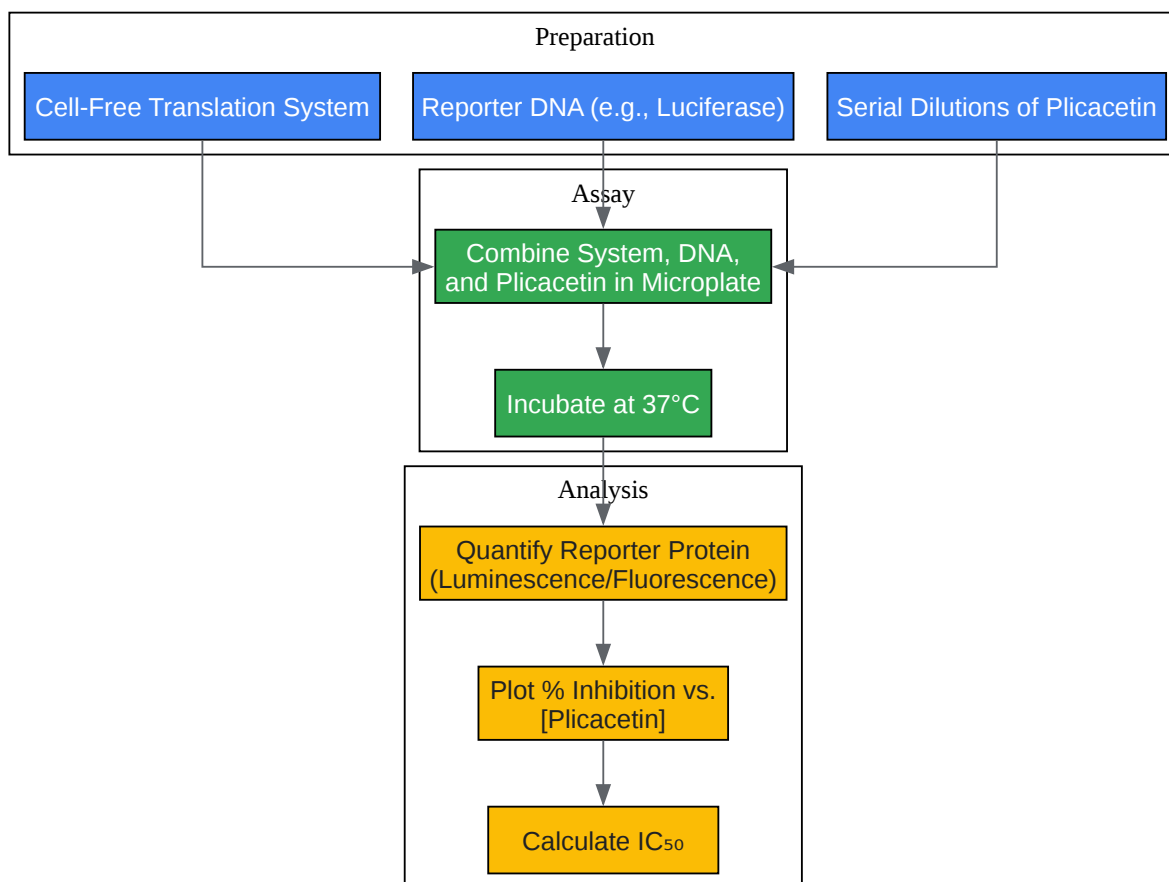 Preparation
Cell-Free Translation System
Reporter DNA (e.g., Luciferase)
Serial Dilutions of Plicacetin
Assay
Combine System, DNA,
and Plicacetin in Microplate
Incubate at 37°C
Analysis
Quantify Reporter Protein
(Luminescence/Fluorescence)
Plot % Inhibition vs.
[Plicacetin]
Calculate IC₅₀